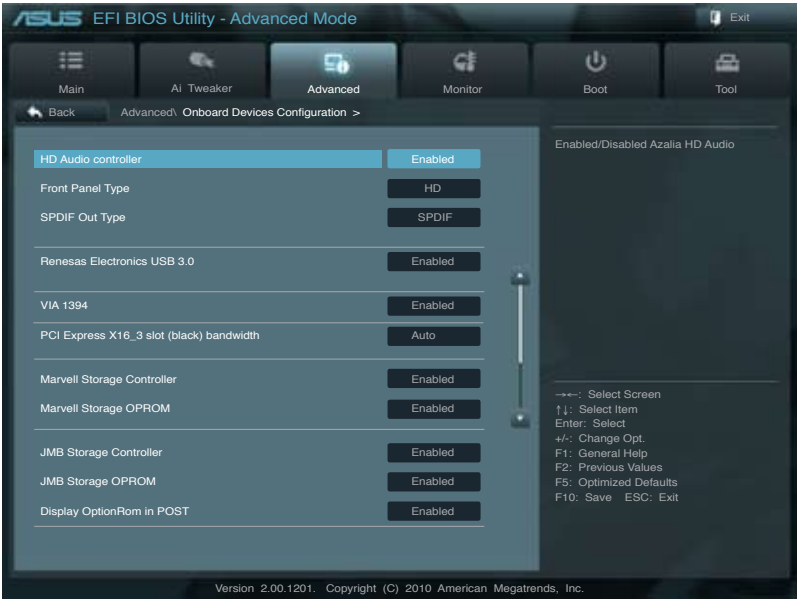 ASUS EFI BIOS Utility - Advanced Mode
Exit
Main
Ai Tweaker
Advanced
Monitor
Boot
Tool
Back
Advanced\ Onboard Devices Configuration >
HD Audio controller Enabled
Front Panel Type HD
SPDIF Out Type SPDIF
Renesas Electronics USB 3.0 Enabled
VIA 1394 Enabled
PCI Express X16_3 slot (black) bandwidth Auto
Marvell Storage Controller Enabled
Marvell Storage OPROM Enabled
JMB Storage Controller Enabled
JMB Storage OPROM Enabled
Display OptionRom in POST Enabled
Enabled/Disabled Azalia HD Audio
→←: Select Screen
↑↓: Select Item
Enter: Select
+/-: Change Opt.
F1: General Help
F2: Previous Values
F5: Optimized Defaults
F10: Save ESC: Exit
Version 2.00.1201. Copyright (C) 2010 American Megatrends, Inc.